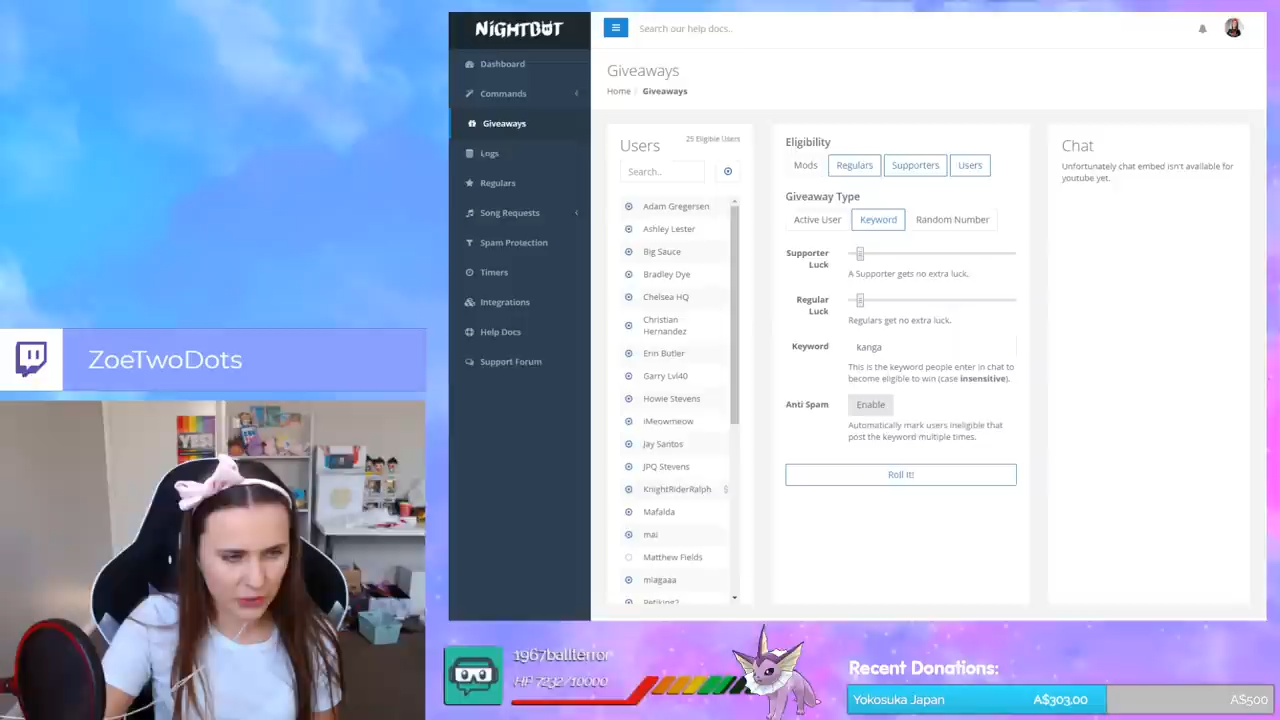 NIGHTBOT
Search our help docs..
Dashboard
Commands
Giveaways
Logs
Regulars
Song Requests
Spam Protection
Timers
Integrations
Help Docs
Support Forum
Giveaways
Home / Giveaways
Users
25 Eligible Users
Search..
Adam Gregersen
Ashley Lester
Big Sauce
Bradley Dye
Chelsea HQ
Christian
Hernandez
Erin Butler
Garry Lvl40
Howie Stevens
iMeowmeow
Jay Santos
JPQ Stevens
KnightRiderRalph $
Mafalda
mai
Matthew Fields
miagaaa
Eligibility
Mods Regulars Supporters Users
Giveaway Type
Active User Keyword Random Number
Supporter
Luck
A Supporter gets no extra luck.
Regular
Luck
Regulars get no extra luck.
Keyword
kanga
This is the keyword people enter in chat to
become eligible to win (case insensitive).
Anti Spam
Enable
Automatically mark users ineligible that
post the keyword multiple times.
Roll It!
Chat
Unfortunately chat embed isn't available for
youtube yet.
ZoeTwoDots
YET
1967ballterror
HP 7232/10000
Recent Donations:
Yokosuka Japan A$303.00 A$500